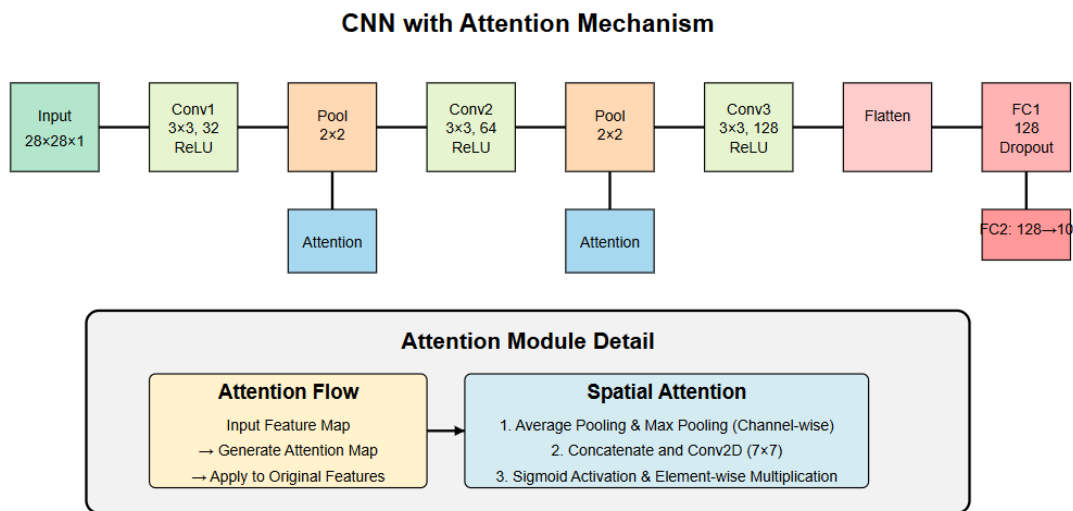 CNN with Attention Mechanism
Input
28×28×1
Conv1
3×3, 32
ReLU
Pool
2×2
Conv2
3×3, 64
ReLU
Pool
2×2
Conv3
3×3, 128
ReLU
Flatten
FC1
128
Dropout
Attention
Attention
FC2: 128→10
Attention Module Detail
Attention Flow
Input Feature Map
→ Generate Attention Map
→ Apply to Original Features
Spatial Attention
1. Average Pooling & Max Pooling (Channel-wise)
2. Concatenate and Conv2D (7×7)
3. Sigmoid Activation & Element-wise Multiplication